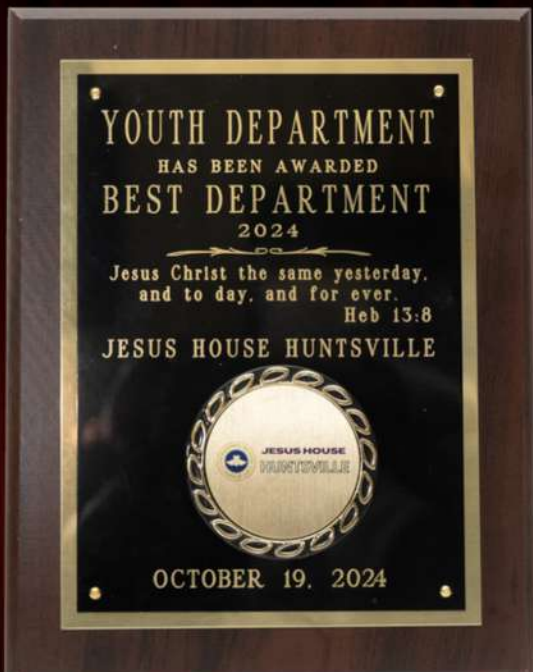 YOUTH DEPARTMENT
HAS BEEN AWARDED
BEST DEPARTMENT
2024
Jesus Christ the same yesterday,
and to day, and for ever.
Heb 13:8
JESUS HOUSE HUNTSVILLE
JESUS HOUSE
HUNTSVILLE
OCTOBER 19, 2024